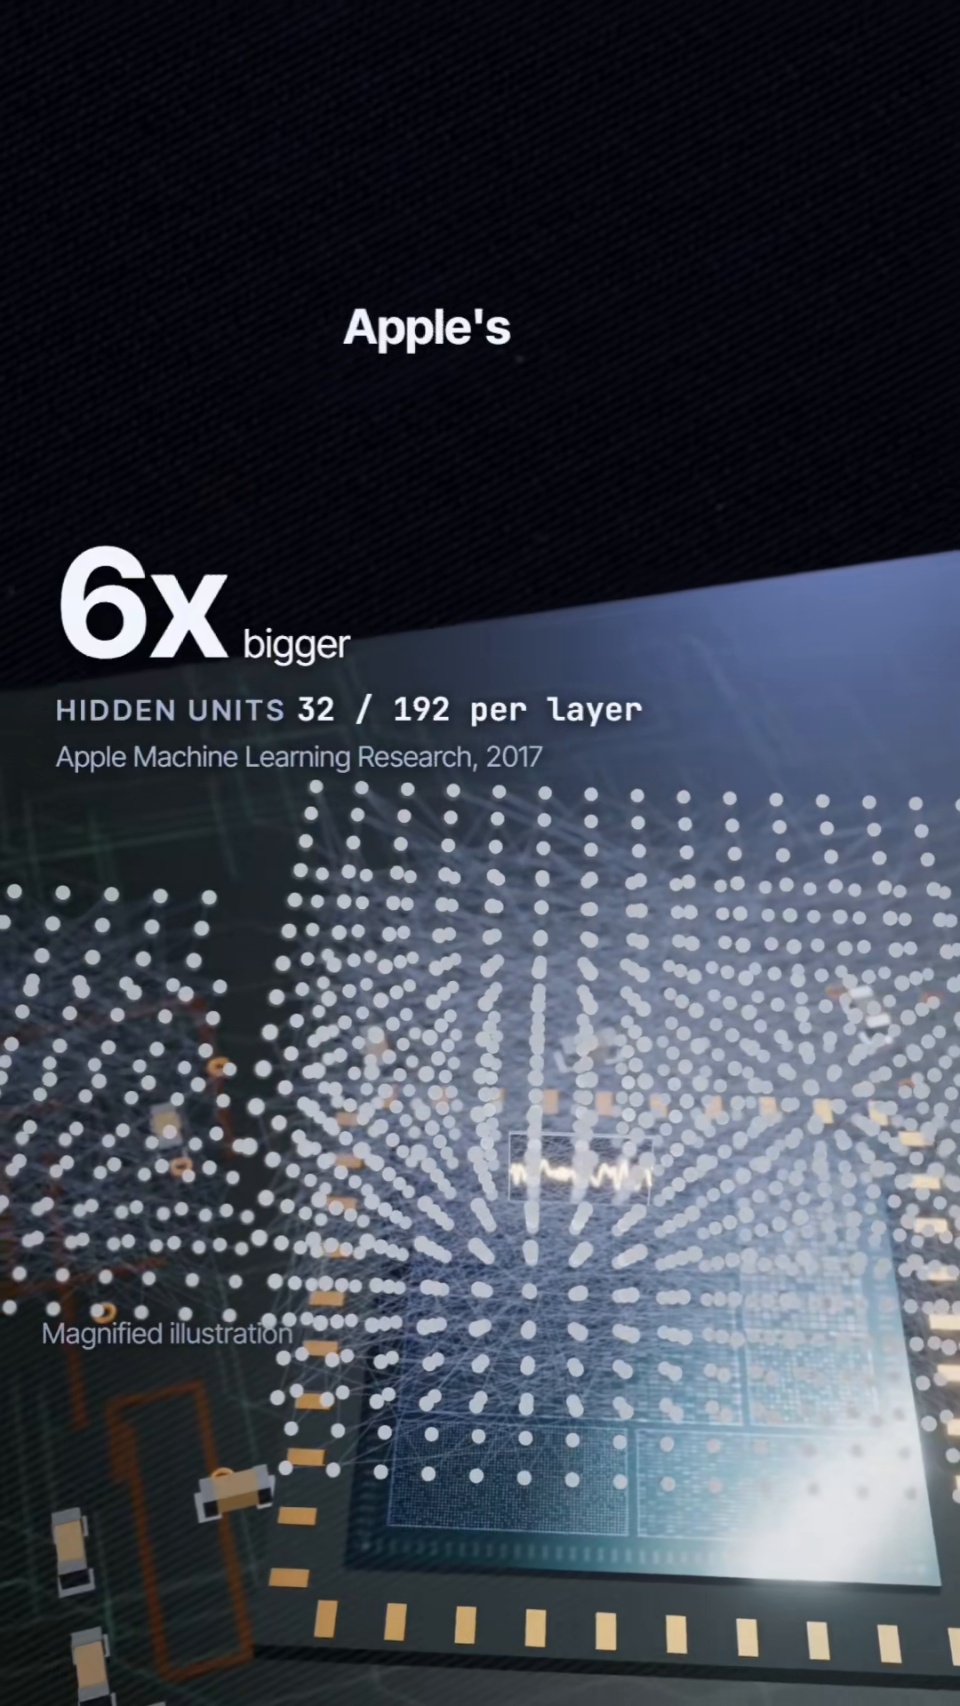 Apple's
6x bigger
HIDDEN UNITS 32 / 192 per layer
Apple Machine Learning Research, 2017
Magnified illustration